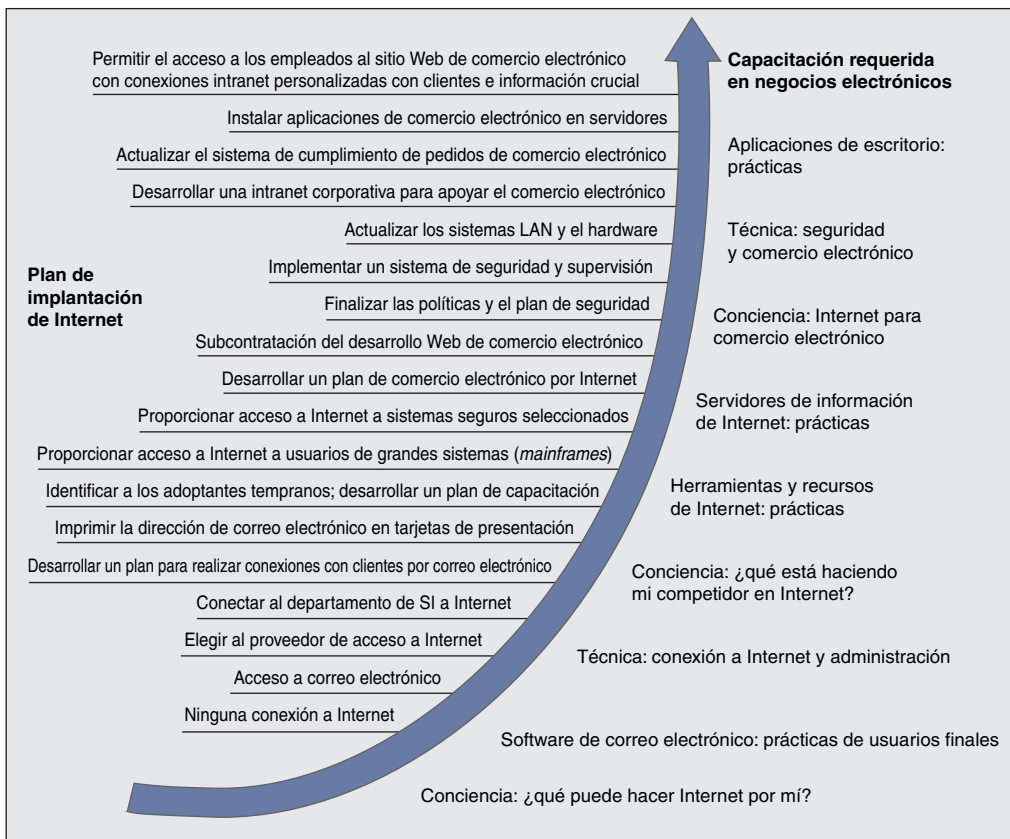 Permitir el acceso a los empleados al sitio Web de comercio electrónico
con conexiones intranet personalizadas con clientes e información crucial
Instalar aplicaciones de comercio electrónico en servidores
Actualizar el sistema de cumplimiento de pedidos de comercio electrónico
Desarrollar una intranet corporativa para apoyar el comercio electrónico
Actualizar los sistemas LAN y el hardware
Implementar un sistema de seguridad y supervisión
Finalizar las políticas y el plan de seguridad
Subcontratación del desarrollo Web de comercio electrónico
Desarrollar un plan de comercio electrónico por Internet
Proporcionar acceso a Internet a sistemas seguros seleccionados
Proporcionar acceso a Internet a usuarios de grandes sistemas (mainframes)
Identificar a los adoptantes tempranos; desarrollar un plan de capacitación
Imprimir la dirección de correo electrónico en tarjetas de presentación
Desarrollar un plan para realizar conexiones con clientes por correo electrónico
Conectar al departamento de SI a Internet
Elegir al proveedor de acceso a Internet
Acceso a correo electrónico
Ninguna conexión a Internet
Plan de
implantación
de Internet
Capacitación requerida
en negocios electrónicos
Aplicaciones de escritorio:
prácticas
Técnica: seguridad
y comercio electrónico
Conciencia: Internet para
comercio electrónico
Servidores de información
de Internet: prácticas
Herramientas y recursos
de Internet: prácticas
Conciencia: ¿qué está haciendo
mi competidor en Internet?
Técnica: conexión a Internet y administración
Software de correo electrónico: prácticas de usuarios finales
Conciencia: ¿qué puede hacer Internet por mí?